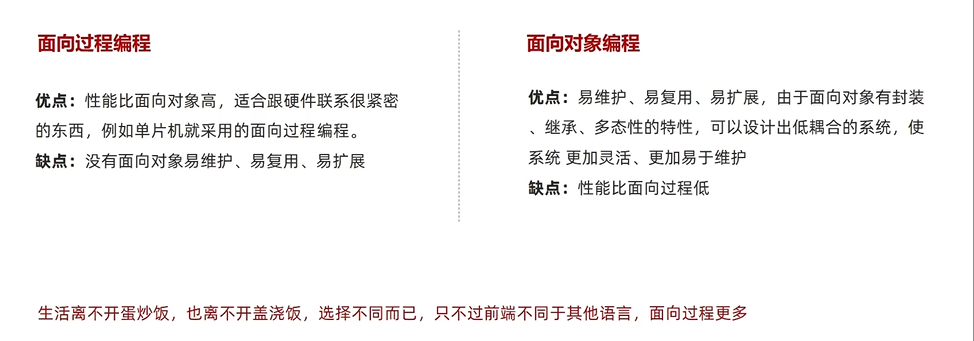 面向过程编程
优点：性能比面向对象高，适合跟硬件联系很紧密
的东西，例如单片机就采用的面向过程编程。
缺点：没有面向对象易维护、易复用、易扩展
面向对象编程
优点：易维护、易复用、易扩展，由于面向对象有封装
、继承、多态性的特性，可以设计出低耦合的系统，使
系统 更加灵活、更加易于维护
缺点：性能比面向过程低
生活离不开蛋炒饭，也离不开盖浇饭，选择不同而已，只不过前端不同于其他语言，面向过程更多